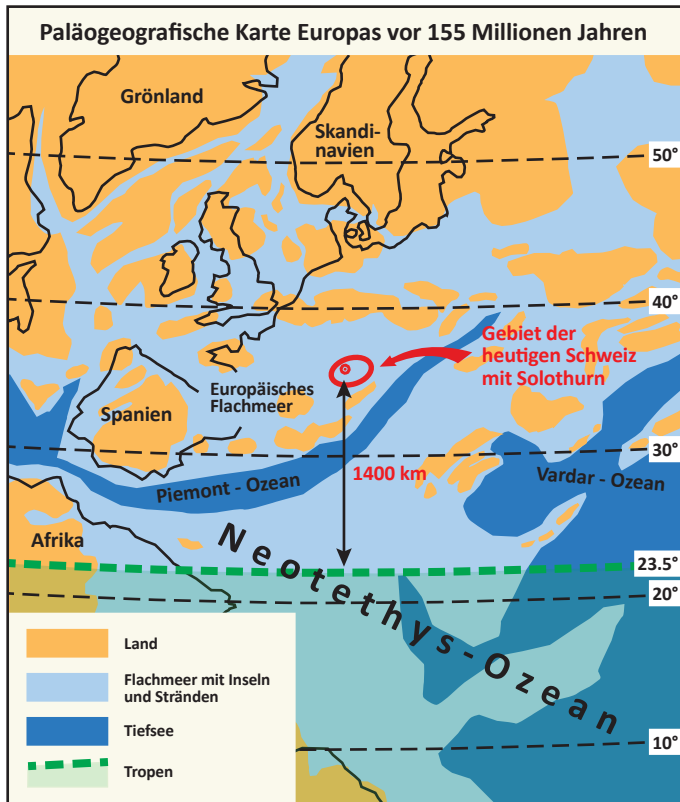 Paläogeografische Karte Europas vor 155 Millionen Jahren
Grönland
Skandi-
navien
50°
40°
Gebiet der
heutigen Schweiz
mit Solothurn
Europäisches
Flachmeer
Spanien
30°
1400 km
Piemont - Ozean
Vardar - Ozean
Afrika
Neotethys-Ozean
23.5°
20°
10°
Land
Flachmeer mit Inseln
und Stränden
Tiefsee
Tropen